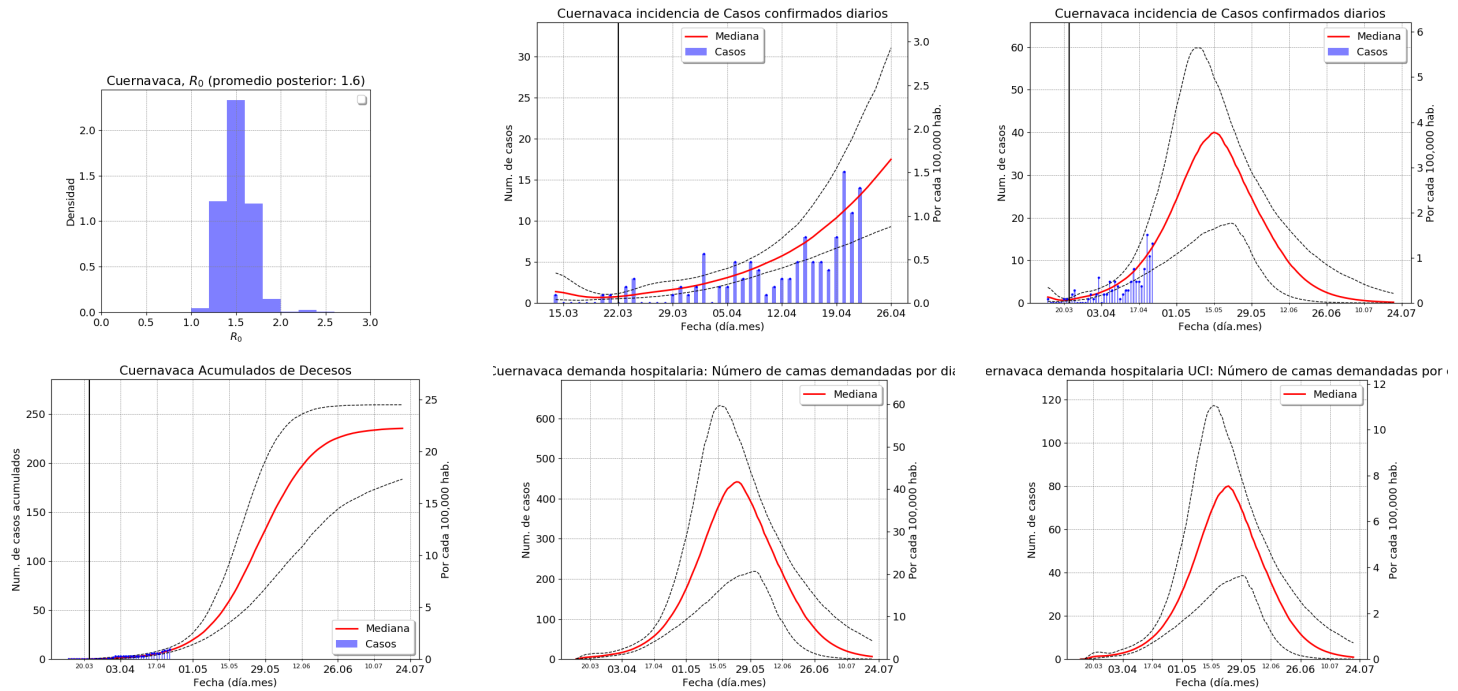 Cuernavaca, R₀ (promedio posterior: 1.6)
Densidad
2.0
1.5
1.0
0.5
0.0
0.0 0.5 1.0 1.5 2.0 2.5 3.0
R₀
Cuernavaca incidencia de Casos confirmados diarios
Mediana
Casos
Num. de casos
30
25
20
15
10
5
0
Por cada 100,000 hab.
3.0
2.5
2.0
1.5
1.0
0.5
0.0
15.03 22.03 29.03 05.04 12.04 19.04 26.04
Fecha (día.mes)
Cuernavaca incidencia de Casos confirmados diarios
Mediana
Casos
Num. de casos
60
50
40
30
20
10
0
Por cada 100,000 hab.
6
5
4
3
2
1
0
20.03 03.04 17.04 01.05 15.05 29.05 12.06 26.06 10.07 24.07
Fecha (día.mes)
Cuernavaca Acumulados de Decesos
Num. de casos acumulados
250
200
150
100
50
0
Por cada 100,000 hab.
25
20
15
10
5
0
Mediana
Casos
20.03 03.04 17.04 01.05 15.05 29.05 12.06 26.06 10.07 24.07
Fecha (día.mes)
Cuernavaca demanda hospitalaria: Número de camas demandadas por día
Mediana
Num. de casos
600
500
400
300
200
100
0
Por cada 100,000 hab.
60
50
40
30
20
10
0
20.03 03.04 17.04 01.05 15.05 29.05 12.06 26.06 10.07 24.07
Fecha (día.mes)
ernavaca demanda hospitalaria UCI: Número de camas demandadas por
Mediana
Num. de casos
120
100
80
60
40
20
0
Por cada 100,000 hab.
12
10
8
6
4
2
0
20.03 03.04 17.04 01.05 15.05 29.05 12.06 26.06 10.07 24.07
Fecha (día.mes)